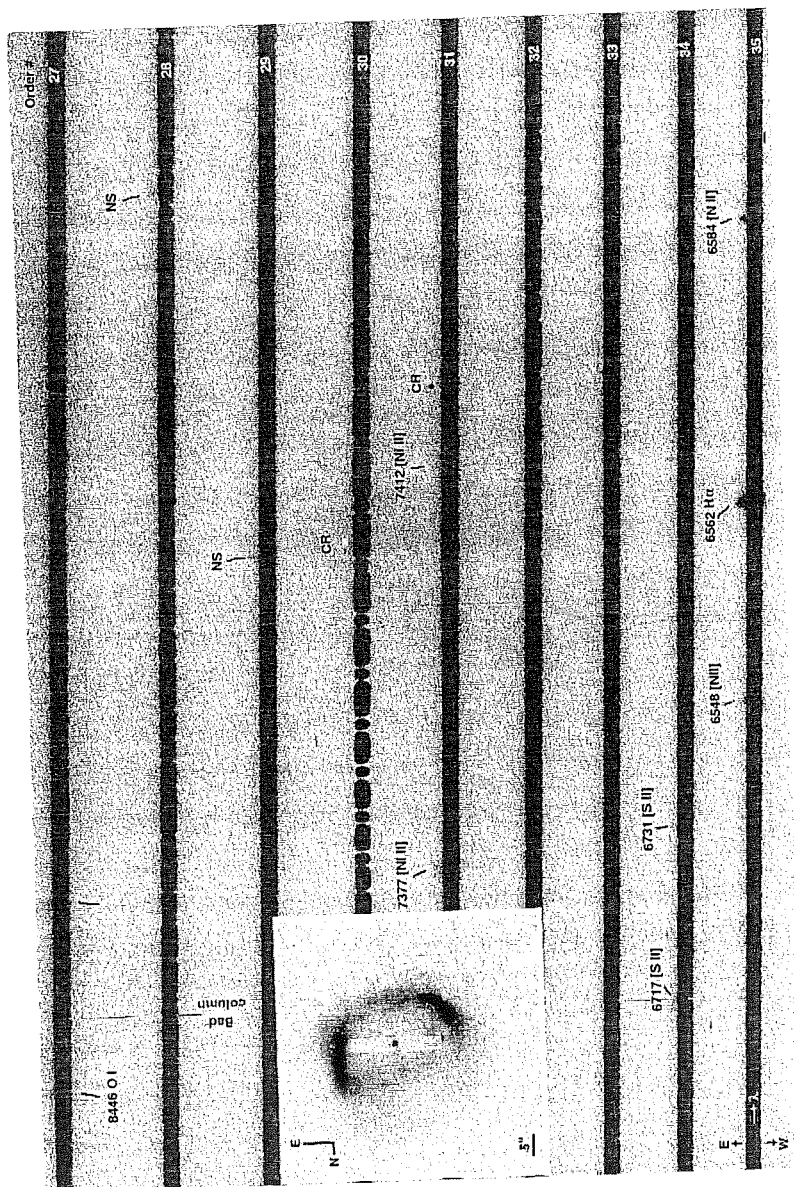 Order #
27
28
29
30
31
32
33
34
35
NS
6584 [N II]
CR
7412 [Ni II]
6562 Hα
CR
NS
6548 [NII]
6731 [S II]
7377 [Ni II]
6717 [S II]
Bad
column
8446 O I
E
N
5"
E
W